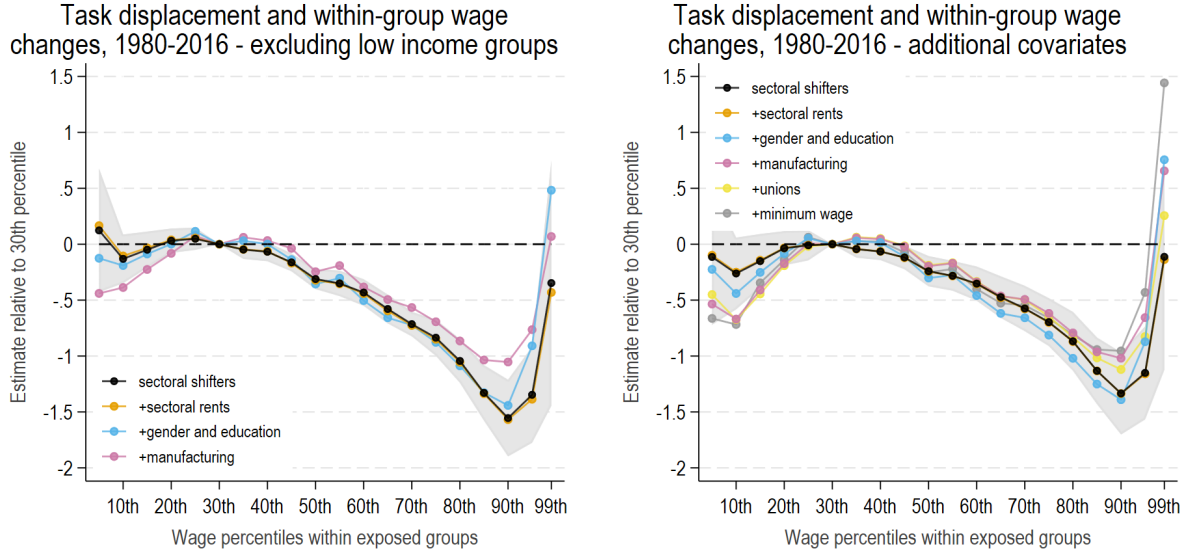 Task displacement and within-group wage
changes, 1980-2016 - excluding low income groups
1.5
1
.5
0
-.5
-1
-1.5
-2
Estimate relative to 30th percentile
sectoral shifters
+sectoral rents
+gender and education
+manufacturing
10th 20th 30th 40th 50th 60th 70th 80th 90th 99th
Wage percentiles within exposed groups
Task displacement and within-group wage
changes, 1980-2016 - additional covariates
1.5
1
.5
0
-.5
-1
-1.5
-2
Estimate relative to 30th percentile
sectoral shifters
+sectoral rents
+gender and education
+manufacturing
+unions
+minimum wage
10th 20th 30th 40th 50th 60th 70th 80th 90th 99th
Wage percentiles within exposed groups